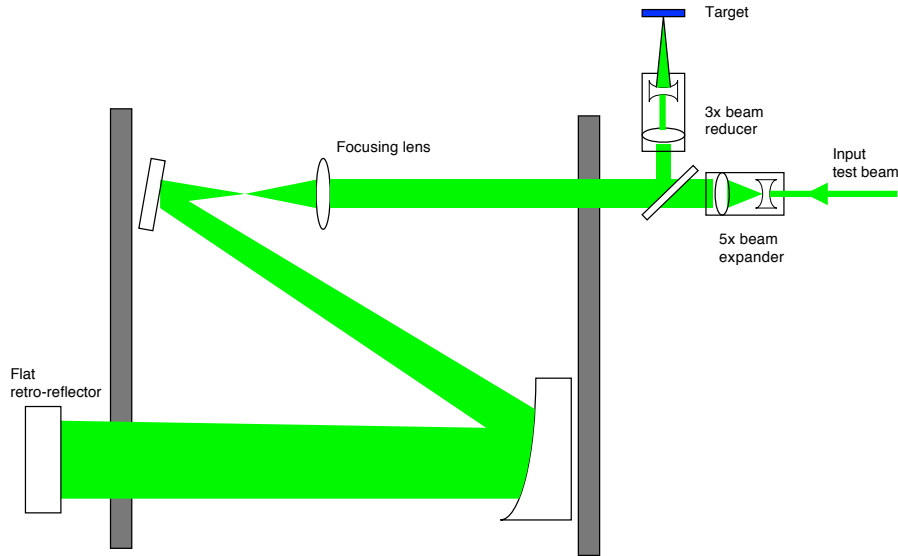 Target
3x beam
reducer
Focusing lens
Input
test beam
5x beam
expander
Flat
retro-reflector